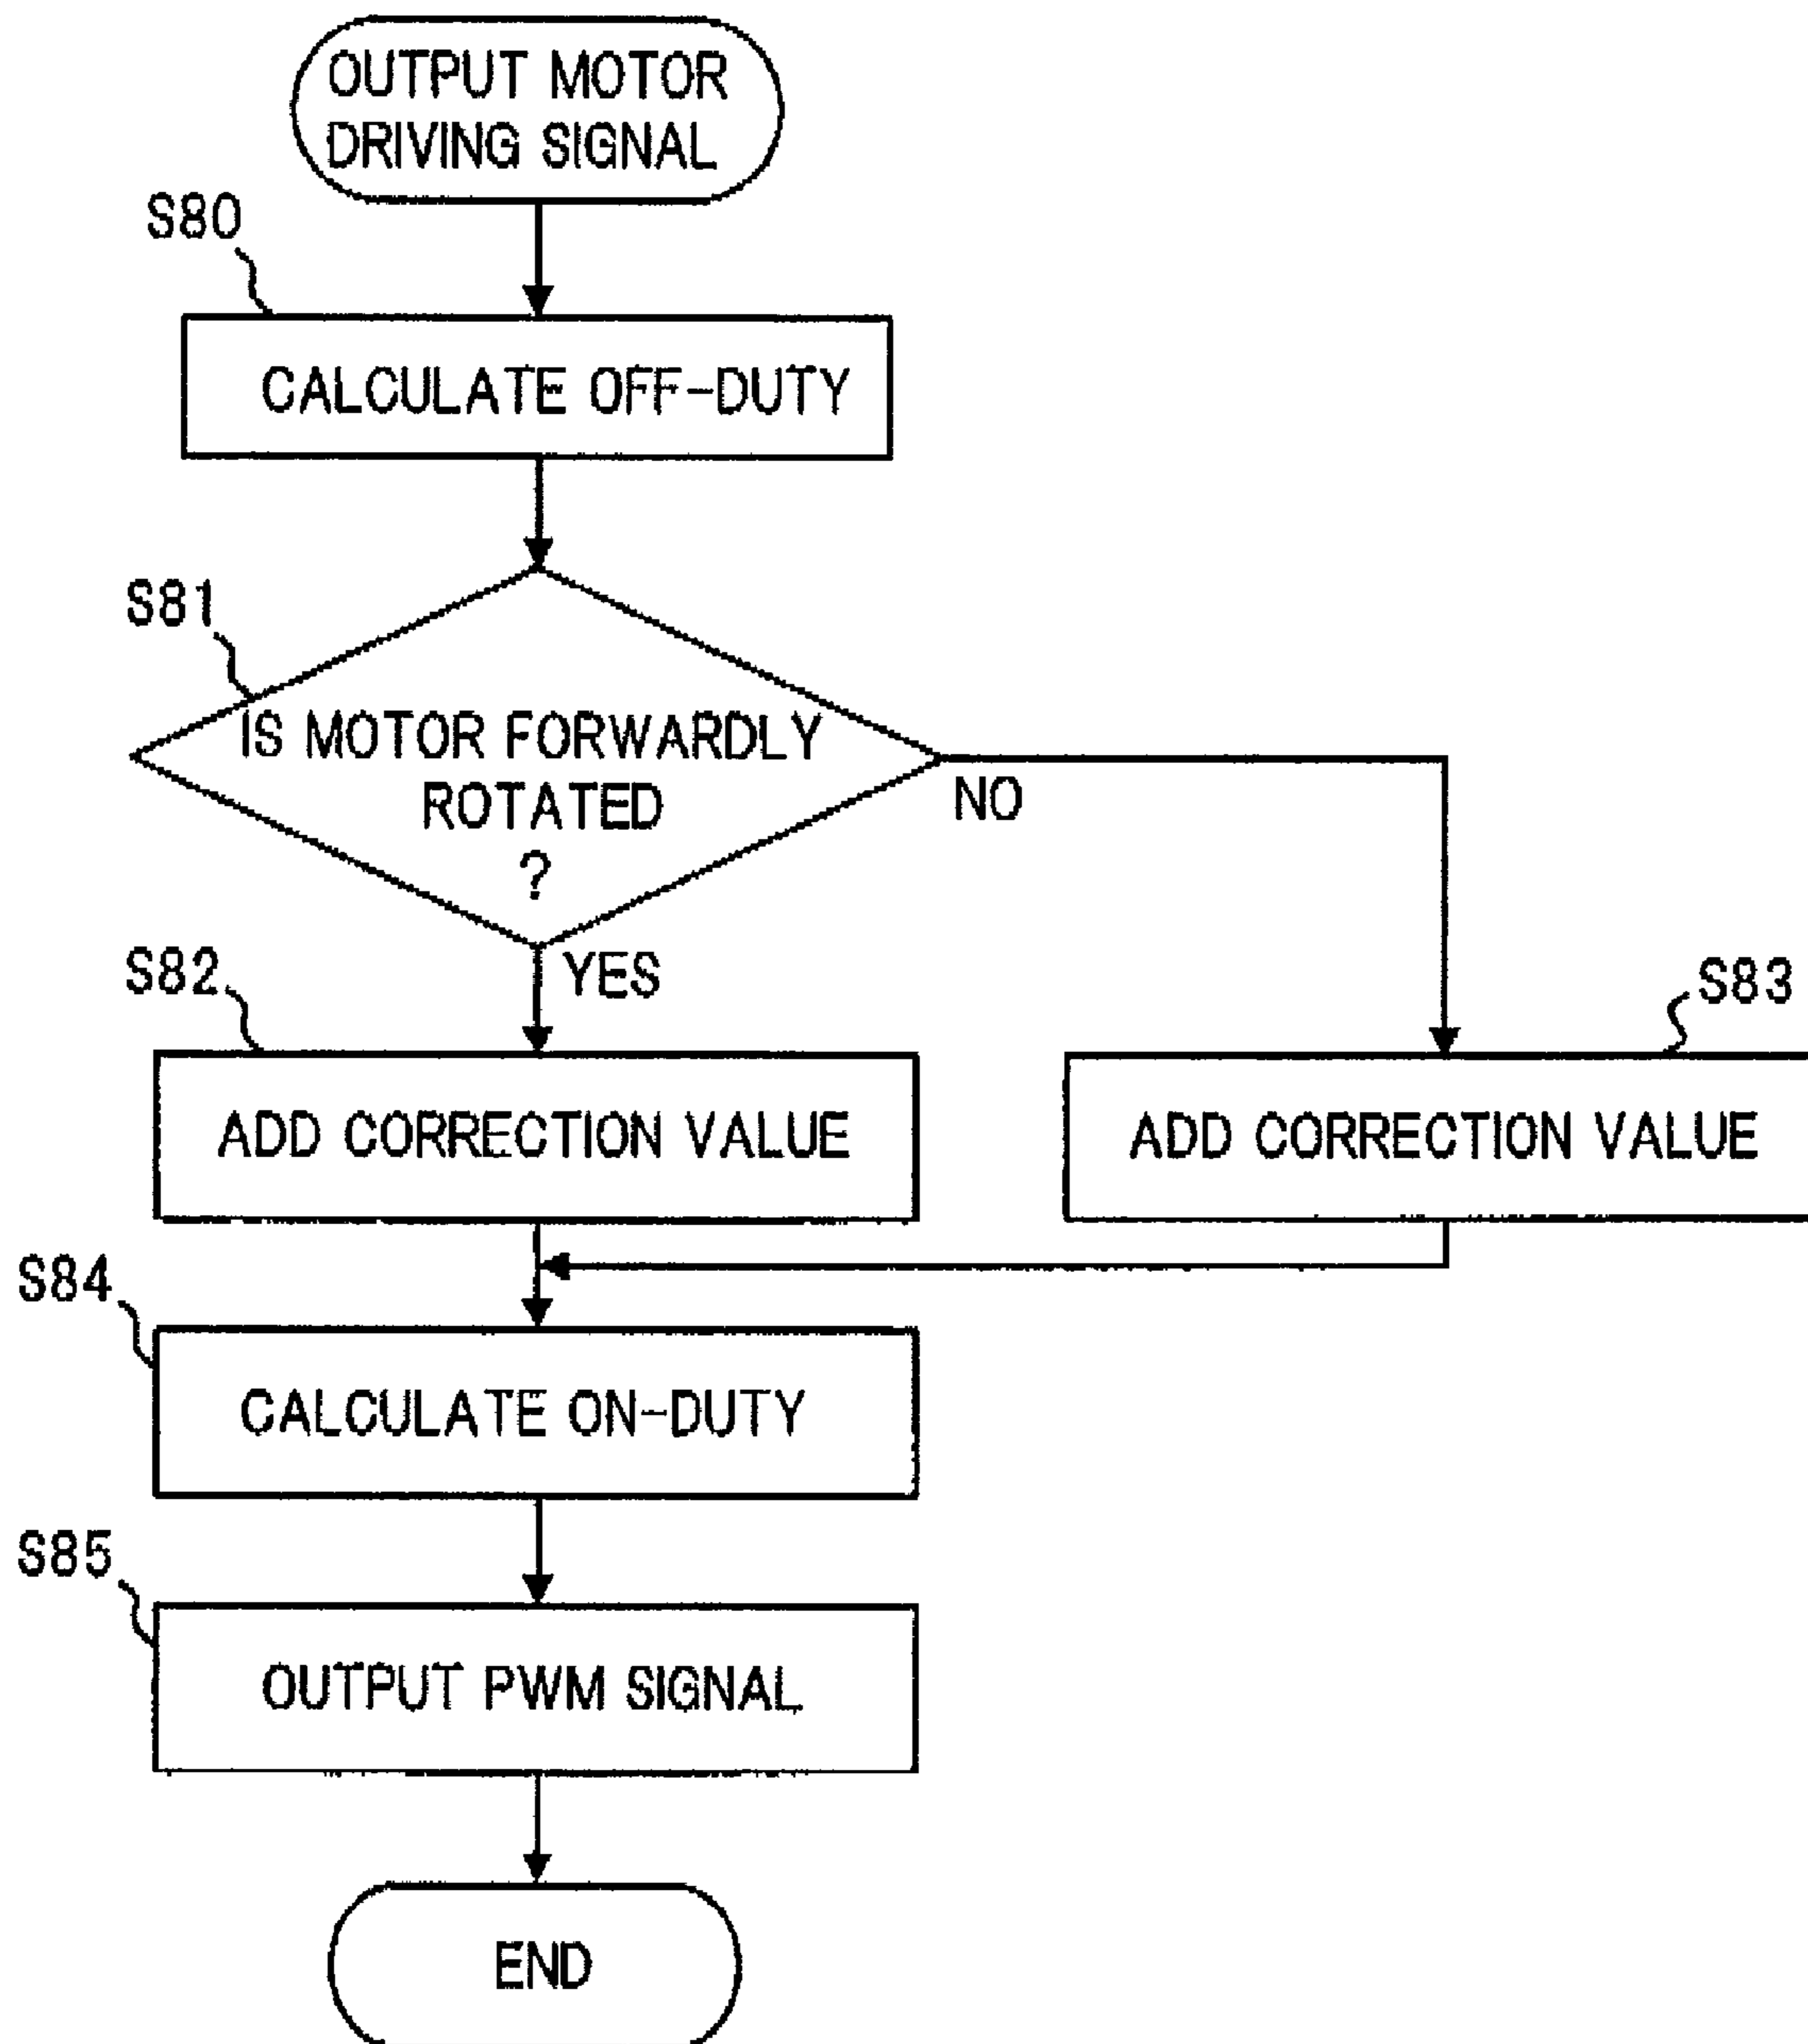 OUTPUT MOTOR
DRIVING SIGNAL
S80
CALCULATE OFF-DUTY
S81
IS MOTOR FORWARDLY
ROTATED
?
NO
YES
S82
ADD CORRECTION VALUE
S83
ADD CORRECTION VALUE
S84
CALCULATE ON-DUTY
S85
OUTPUT PWM SIGNAL
END